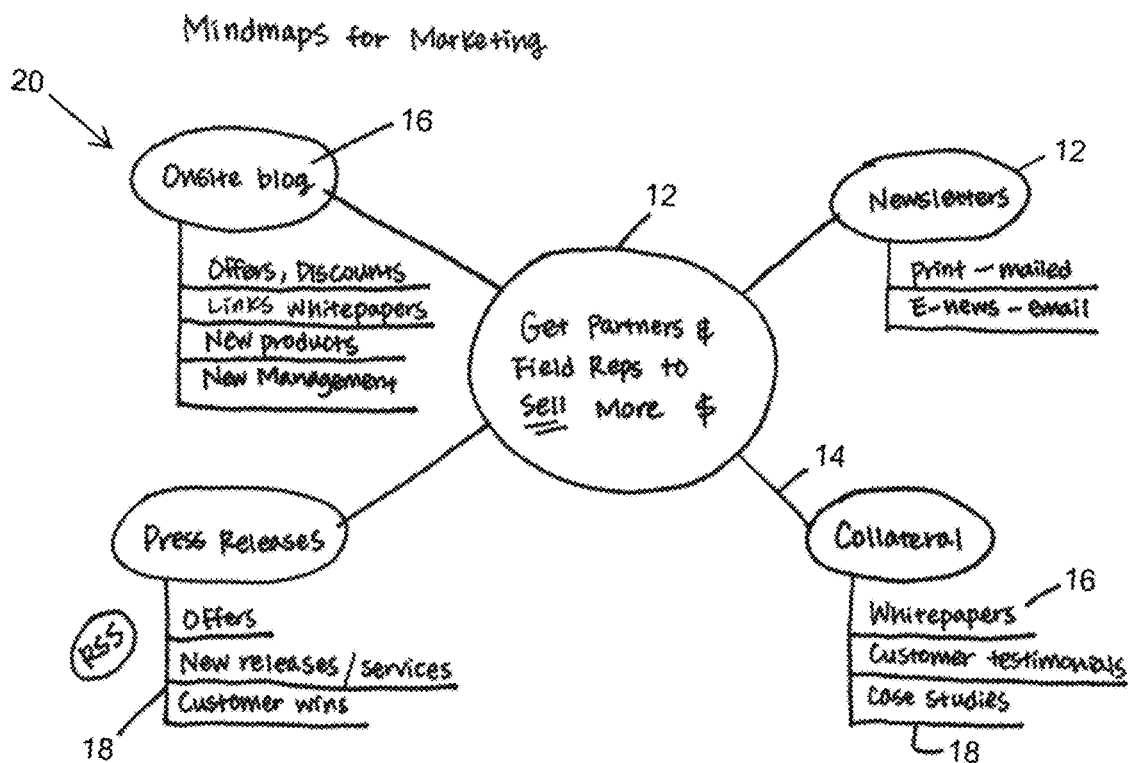 Mindmaps for Marketing
20
16
Onsite blog
Offers, Discounts
Links whitepapers
New products
New Management
12
Newsletters
Print - mailed
E-news - email
12
Get Partners &
Field Reps to
Sell More $
14
Press Releases
RSS
Offers
New releases / services
Customer wins
18
Collateral
16
Whitepapers
Customer testimonials
Case studies
18